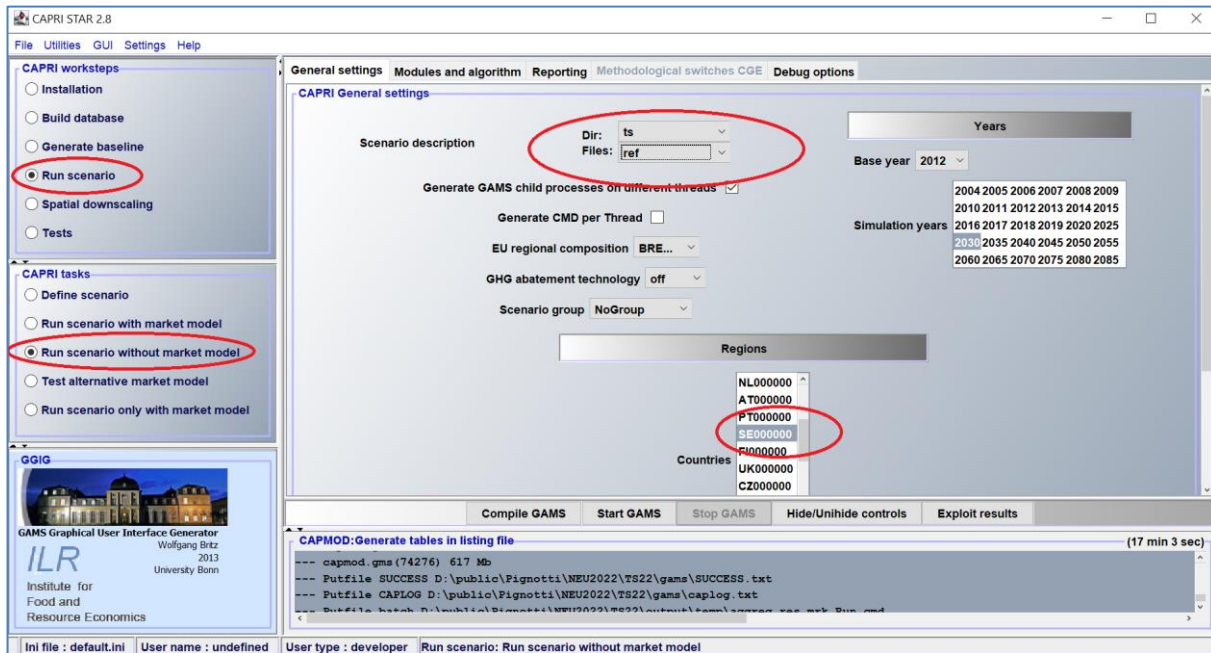 CAPRI STAR 2.8
File Utilities GUI Settings Help
CAPRI worksteps
Installation
Build database
Generate baseline
Run scenario
Spatial downscaling
Tests
CAPRI tasks
Define scenario
Run scenario with market model
Run scenario without market model
Test alternative market model
Run scenario only with market model
GGIG
GAMS Graphical User Interface Generator
Wolfgang Britz
2013
University Bonn
ILR
Institute for
Food and
Resource Economics
General settings Modules and algorithm Reporting Methodological switches CGE Debug options
CAPRI General settings
Scenario description
Dir: ts
Files: ref
Generate GAMS child processes on different threads
Generate CMD per Thread
EU regional composition BRE...
GHG abatement technology off
Scenario group NoGroup
Years
Base year 2012
Simulation years
2004 2005 2006 2007 2008 2009
2010 2011 2012 2013 2014 2015
2016 2017 2018 2019 2020 2025
2030 2035 2040 2045 2050 2055
2060 2065 2070 2075 2080 2085
Regions
Countries
NL000000
AT000000
PT000000
SE000000
FI000000
UK000000
CZ000000
Compile GAMS Start GAMS Stop GAMS Hide/Unihide controls Exploit results
CAPMOD:Generate tables in listing file (17 min 3 sec)
--- capmod.gms(74276) 617 Mb
--- Putfile SUCCESS D:\public\Pignotti\NEU2022\TS22\gams\SUCCESS.txt
--- Putfile CAPLOG D:\public\Pignotti\NEU2022\TS22\gams\caplog.txt
--- Putfile batch D:\public\Pignotti\NEU2022\TS22\output\temp\aggreg_res_mrk_Run.cmd
Ini file : default.ini User name : undefined User type : developer Run scenario: Run scenario without market model